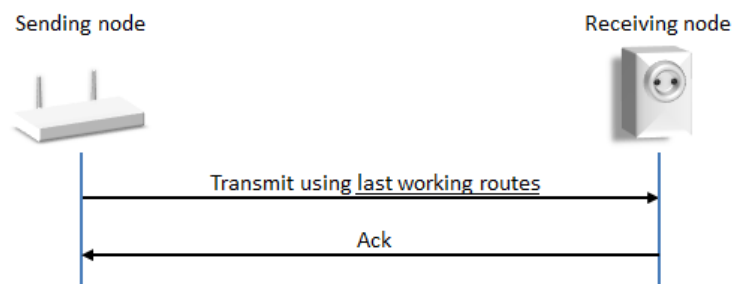 Sending node
Receiving node
Transmit using last working routes
Ack